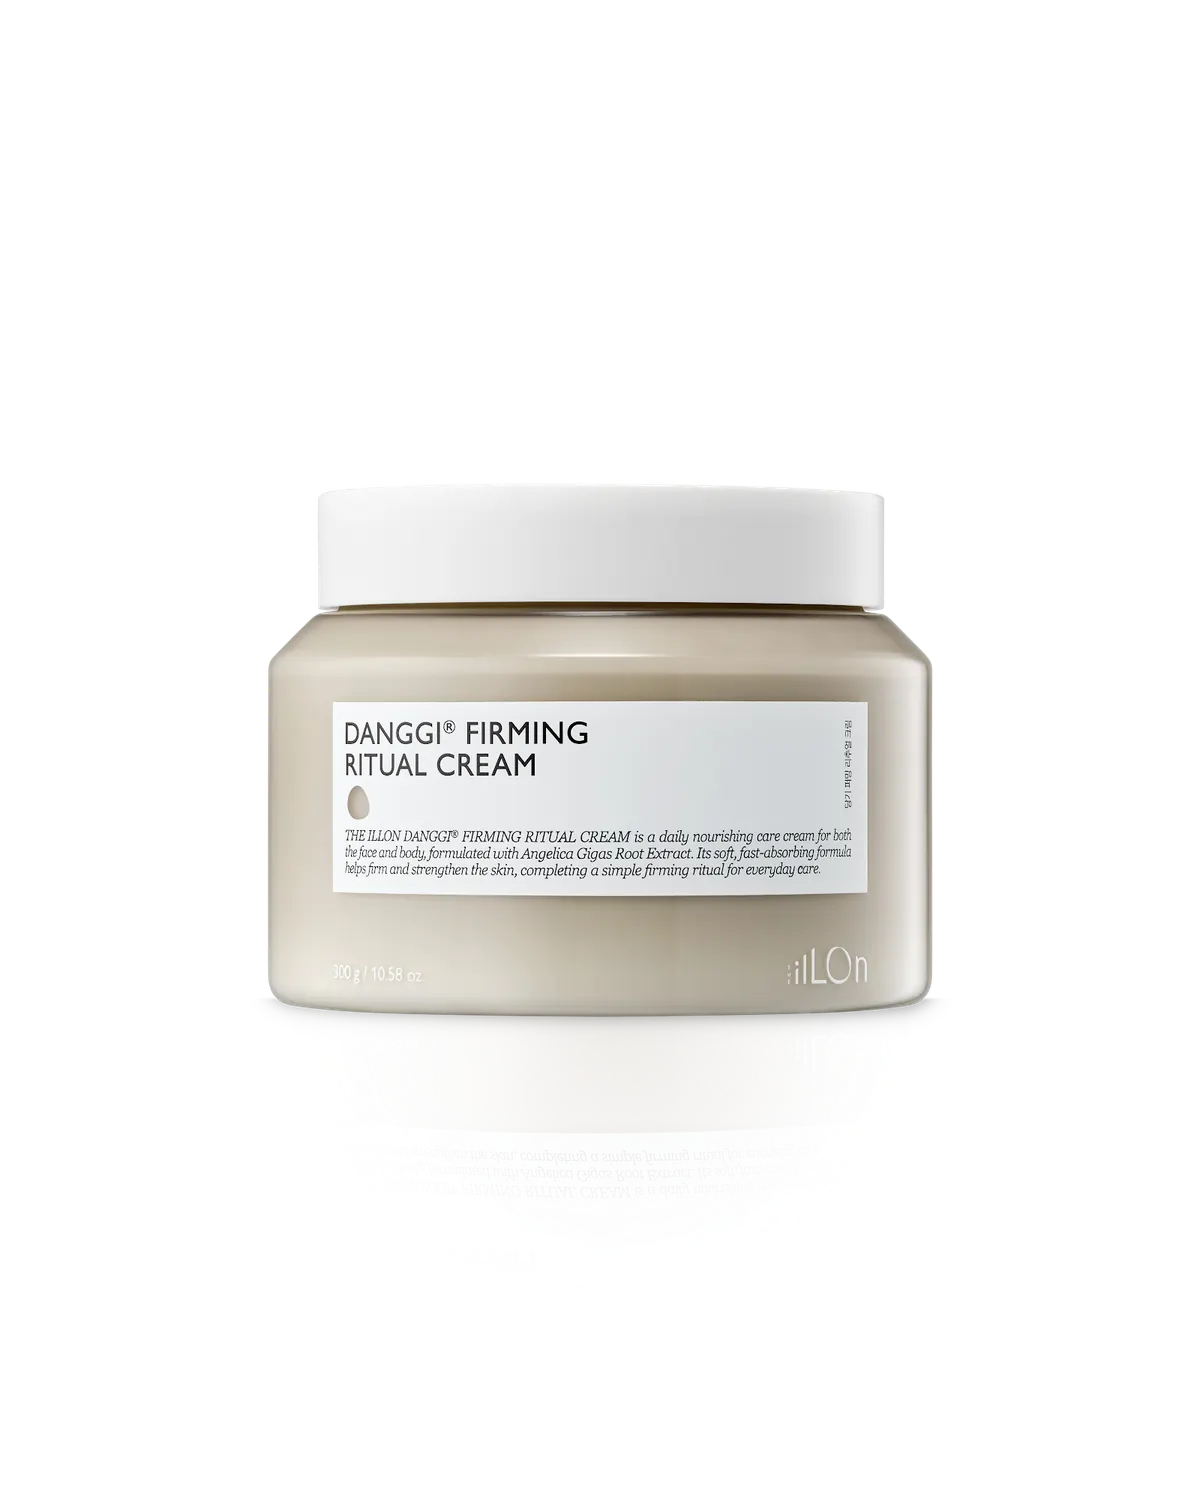 DANGGI® FIRMING
RITUAL CREAM
THE ILLON DANGGI® FIRMING RITUAL CREAM is a daily nourishing care cream for both
the face and body, formulated with Angelica Gigas Root Extract. Its soft, fast-absorbing formula
helps firm and strengthen the skin, completing a simple firming ritual for everyday care.
300 g / 10.58 oz.
illOn